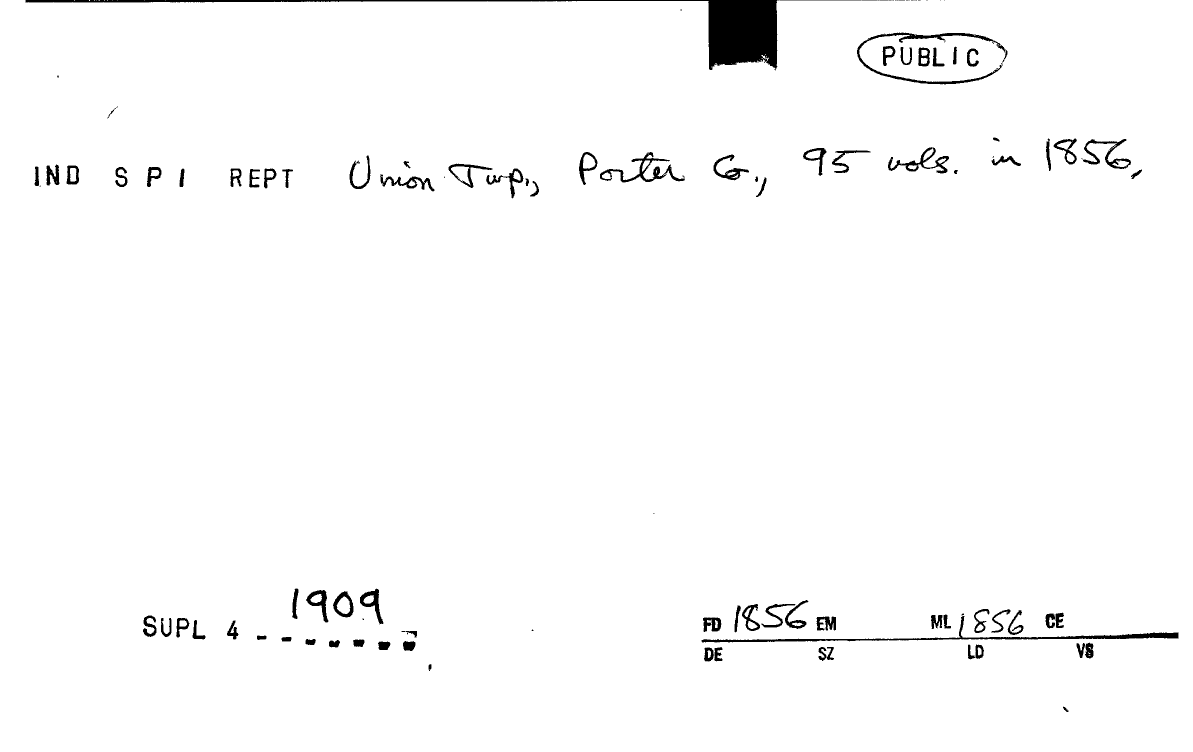 PUBLIC
IND S P I REPT Union Twp., Porter Co., 95 vols. in 1856,
1909
SUPL 4 - - - - - - -
FD 1856 EM ML 1856 CE
DE SZ LD VS